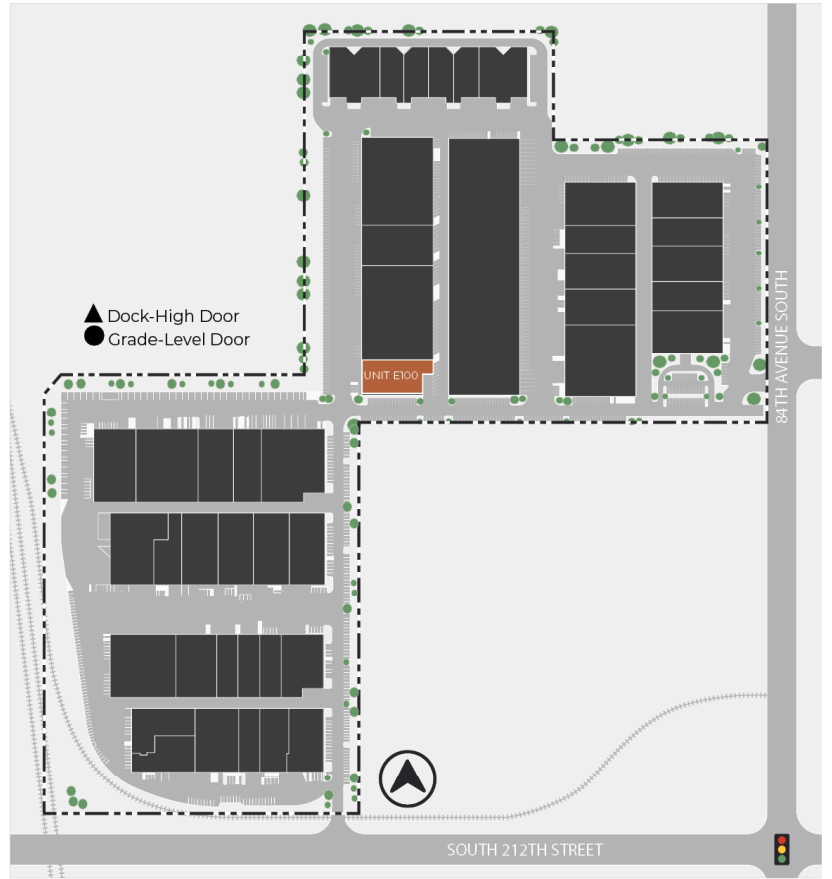 Dock-High Door
Grade-Level Door
84TH AVENUE SOUTH
UNIT E100
SOUTH 212TH STREET